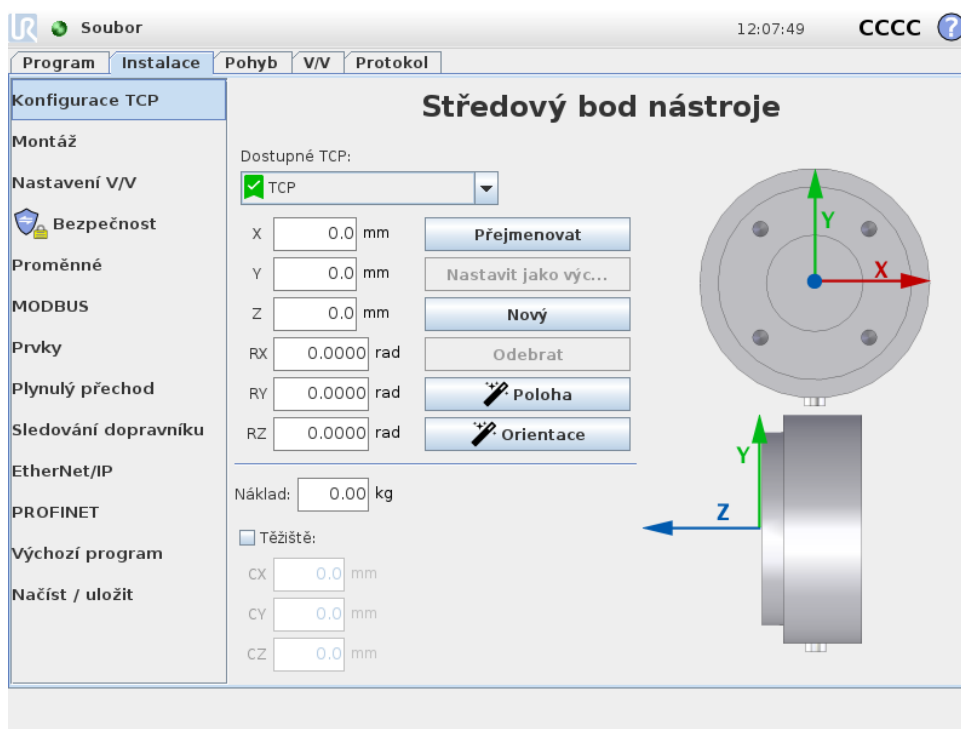 UR Soubor 12:07:49 CCCC ?
Program Instalace Pohyb V/V Protokol
Konfigurace TCP
Montáž
Nastavení V/V
Bezpečnost
Proměnné
MODBUS
Prvky
Plynulý přechod
Sledování dopravníku
EtherNet/IP
PROFINET
Výchozí program
Načíst / uložit
Středový bod nástroje
Dostupné TCP:
TCP
X 0.0 mm Přejmenovat
Y 0.0 mm Nastavit jako výc...
Z 0.0 mm Nový
RX 0.0000 rad Odebrat
RY 0.0000 rad Poloha
RZ 0.0000 rad Orientace
Náklad: 0.00 kg
Těžiště:
CX 0.0 mm
CY 0.0 mm
CZ 0.0 mm
Y
X
Y
Z